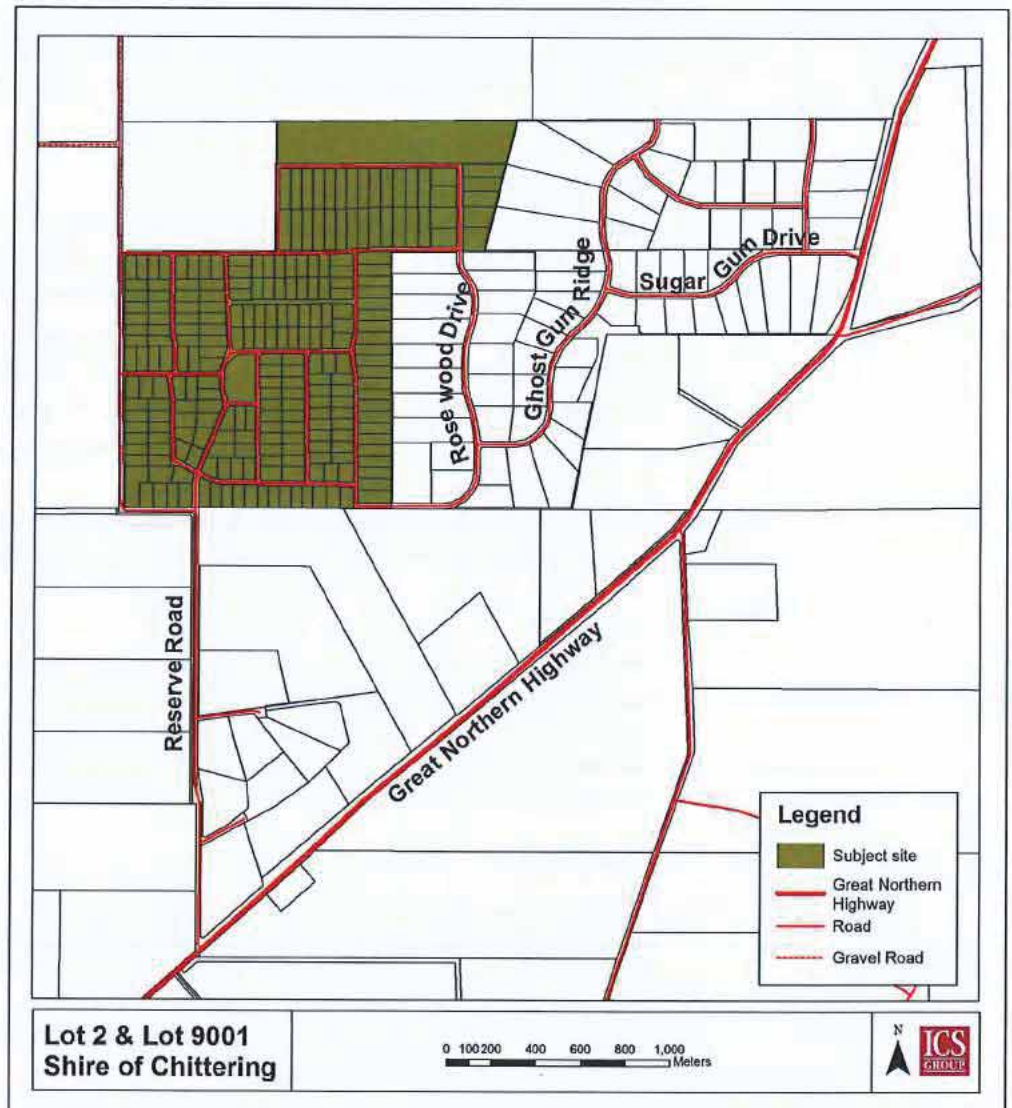 Rose wood Drive
Ghost Gum Ridge
Sugar Gum Drive
Reserve Road
Great Northern Highway
Legend
Subject site
Great Northern
Highway
Road
Gravel Road
Lot 2 & Lot 9001
Shire of Chittering
0 100 200 400 600 800 1,000
Meters
N
ICS
GROUP